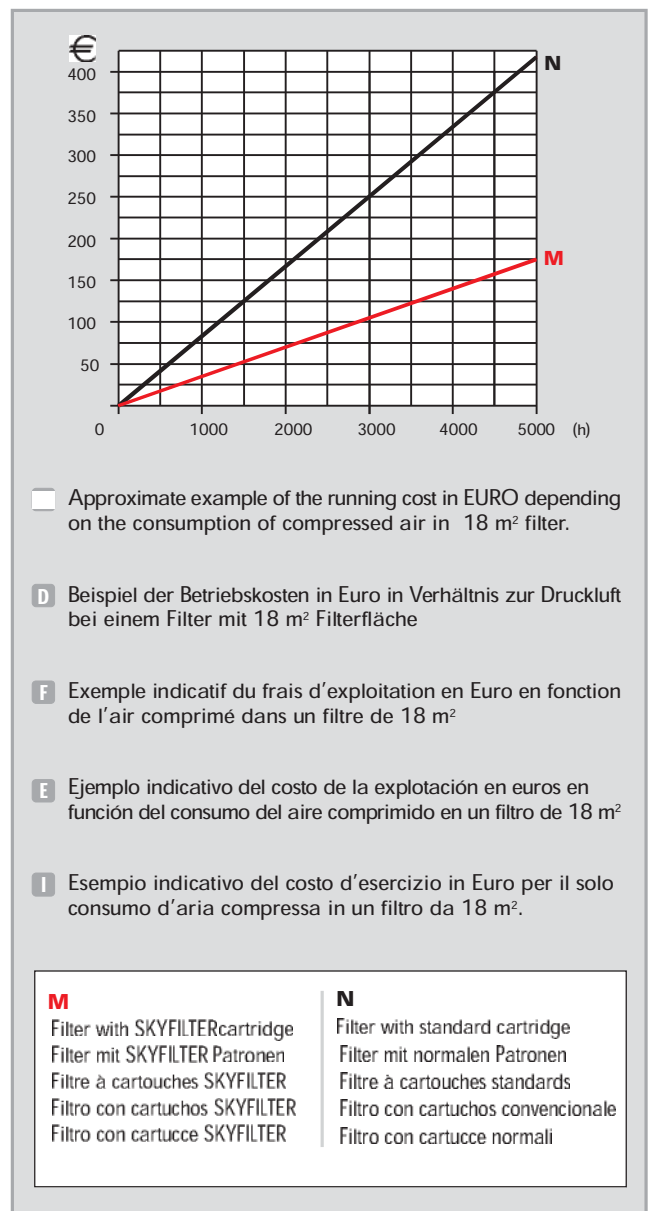 €
400
N
350
300
250
200
M
150
100
50
0 1000 2000 3000 4000 5000 (h)
Approximate example of the running cost in EURO depending
on the consumption of compressed air in 18 m² filter.
D Beispiel der Betriebskosten in Euro in Verhältnis zur Druckluft
bei einem Filter mit 18 m² Filterfläche
F Exemple indicatif du frais d'exploitation en Euro en fonction
de l'air comprimé dans un filtre de 18 m²
E Ejemplo indicativo del costo de la explotación en euros en
función del consumo del aire comprimido en un filtro de 18 m²
I Esempio indicativo del costo d'esercizio in Euro per il solo
consumo d'aria compressa in un filtro da 18 m².
M
Filter with SKYFILTERcartridge
Filter mit SKYFILTER Patronen
Filtre à cartouches SKYFILTER
Filtro con cartuchos SKYFILTER
Filtro con cartucce SKYFILTER
N
Filter with standard cartridge
Filter mit normalen Patronen
Filtre à cartouches standards
Filtro con cartuchos convencionale
Filtro con cartucce normali